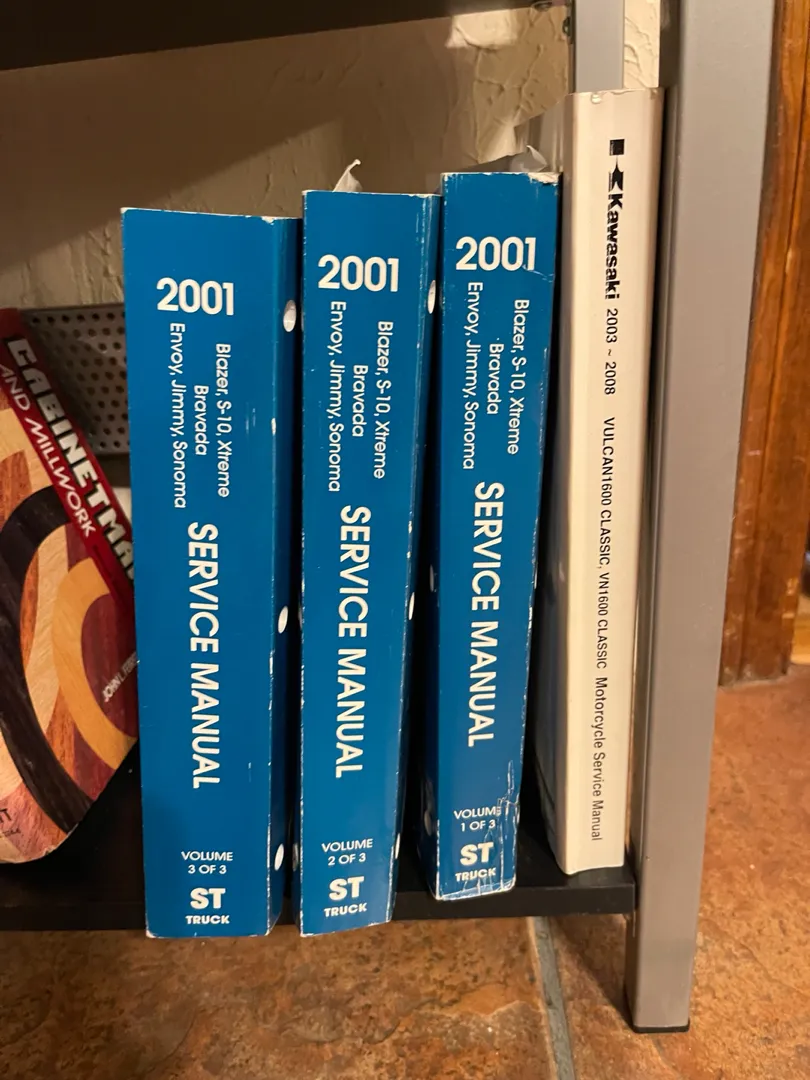 CABINETMA
AND MILLWORK
JOHN L.
2001
Blazer, S-10, Xtreme
Bravada
Envoy, Jimmy, Sonoma
SERVICE MANUAL
VOLUME
3 OF 3
ST
TRUCK
2001
Blazer, S-10, Xtreme
Bravada
Envoy, Jimmy, Sonoma
SERVICE MANUAL
VOLUME
2 OF 3
ST
TRUCK
2001
Blazer, S-10, Xtreme
Bravada
Envoy, Jimmy, Sonoma
SERVICE MANUAL
VOLUME
1 OF 3
ST
TRUCK
Kawasaki 2003 ~ 2008 VULCAN1600 CLASSIC, VN1600 CLASSIC Motorcycle Service Manual